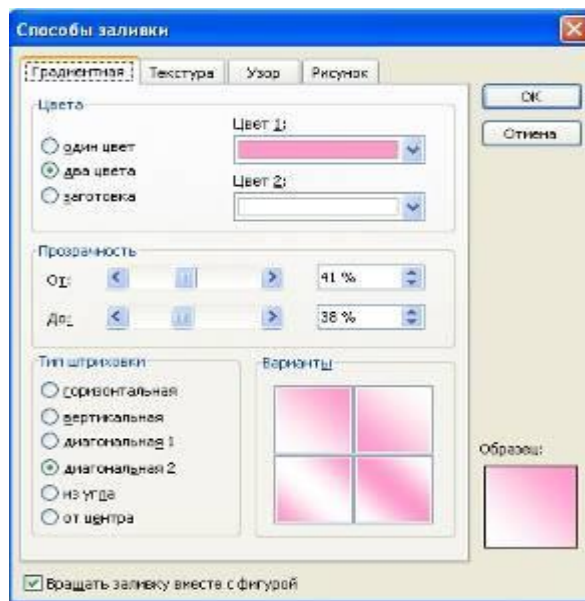 Способы заливки
Градиентная Текстура Узор Рисунок
Цвета
один цвет
два цвета
заготовка
Цвет 1:
Цвет 2:
Прозрачность
От: 41 %
До: 38 %
Тип штриховки
горизонтальная
вертикальная
диагональная 1
диагональная 2
из угла
от центра
Варианты
ОК
Отмена
Образец:
Вращать заливку вместе с фигурой